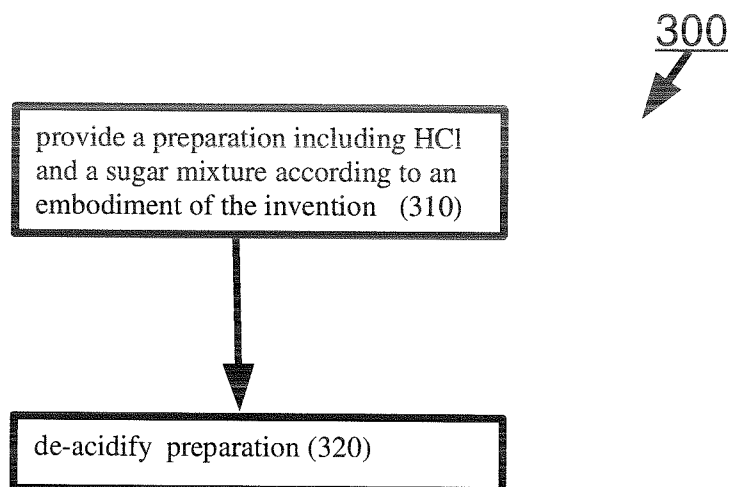 300
provide a preparation including HCl
and a sugar mixture according to an
embodiment of the invention (310)
de-acidify preparation (320)